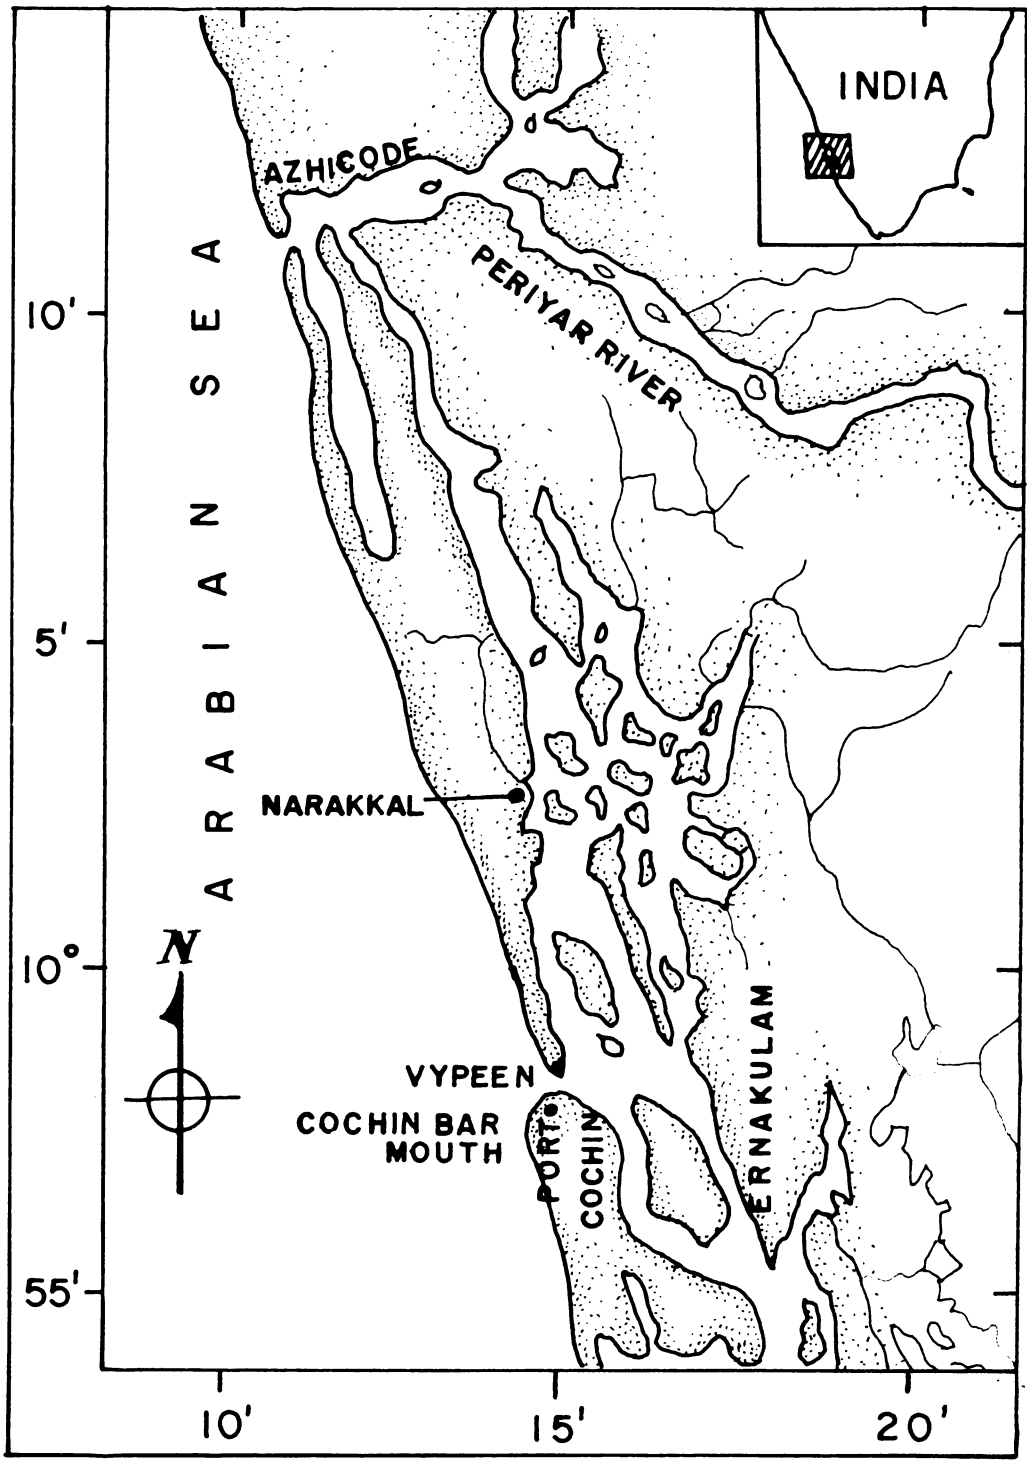 INDIA
AZHICODE
PERIYAR RIVER
ARABIAN SEA
10'
5'
NARAKKAL
N
10°
VYPEEN
COCHIN BAR
MOUTH
PORT
COCHIN
ERNAKULAM
55'
10'
15'
20'